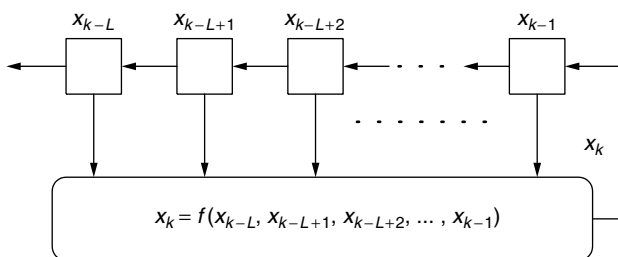 x_{k–L} x_{k–L+1} x_{k–L+2} x_{k–1}
x_k
x_k = f(x_{k–L}, x_{k–L+1}, x_{k–L+2}, ... , x_{k–1})